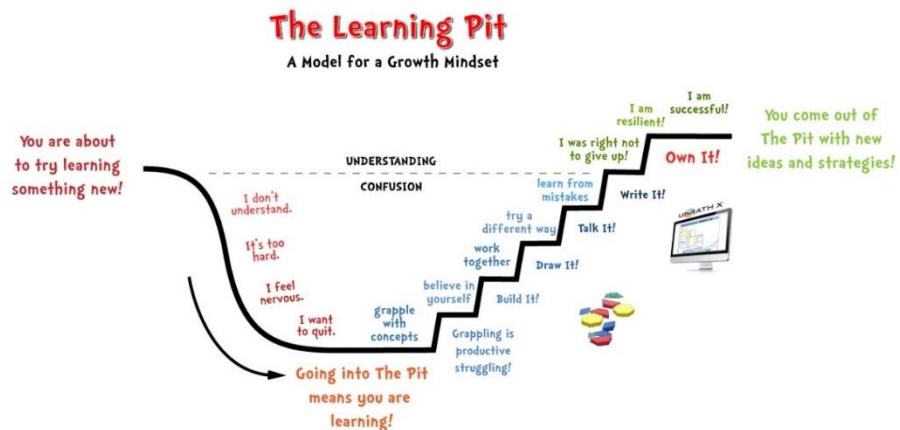 The Learning Pit
A Model for a Growth Mindset
You are about
to try learning
something new!
UNDERSTANDING
CONFUSION
I don't
understand.
It's too
hard.
I feel
nervous.
I want
to quit.
Going into The Pit
means you are
learning!
grapple
with
concepts
Grappling is
productive
struggling!
believe in
yourself
Build It!
work
together
Draw It!
try a
different way
Talk It!
learn from
mistakes
Write It!
I was right not
to give up!
Own It!
I am
resilient!
I am
successful!
You come out of
The Pit with new
ideas and strategies!